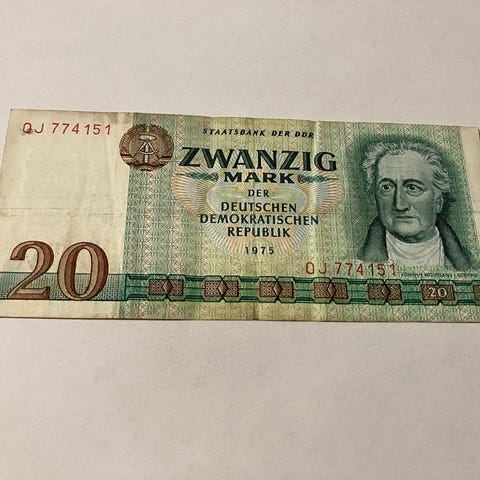 QJ 774151
STAATSBANK DER DDR
ZWANZIG
MARK
DER
DEUTSCHEN
DEMOKRATISCHEN
REPUBLIK
1975
QJ 774151
JOHANN WOLFGANG V. GOETHE
20
20